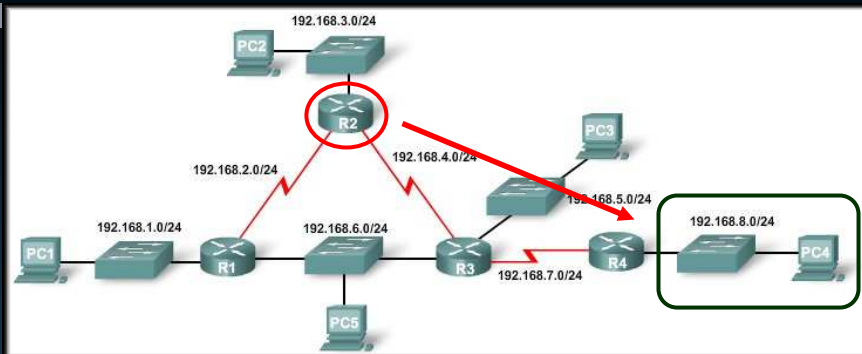 192.168.3.0/24
PC2
R2
PC3
192.168.2.0/24
192.168.4.0/24
192.168.5.0/24
192.168.1.0/24
192.168.6.0/24
192.168.8.0/24
PC1
R1
R3
R4
PC4
192.168.7.0/24
PC5